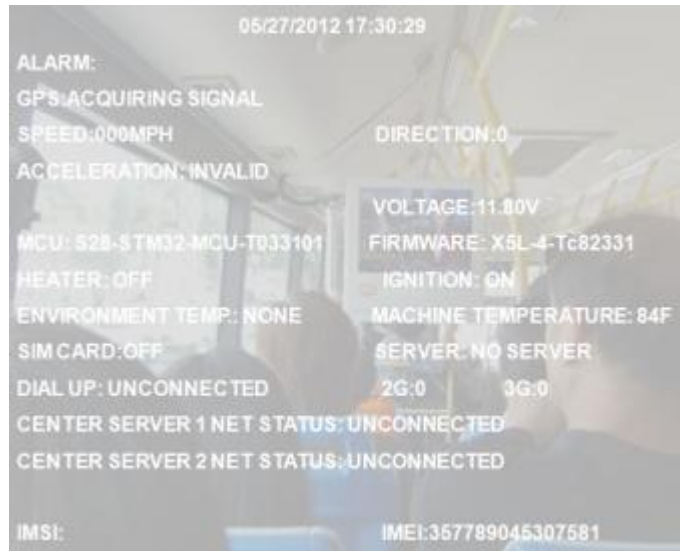 05/27/2012 17:30:29
ALARM:
GPS:ACQUIRING SIGNAL
SPEED:000MPH DIRECTION:0
ACCELERATION: INVALID
VOLTAGE:11.80V
MCU: S28-STM32-MCU-T033101 FIRMWARE: X5L-4-Tc82331
HEATER: OFF IGNITION: ON
ENVIRONMENT TEMP.: NONE MACHINE TEMPERATURE: 84F
SIM CARD:OFF SERVER: NO SERVER
DIAL UP: UNCONNECTED 2G:0 3G:0
CENTER SERVER 1 NET STATUS: UNCONNECTED
CENTER SERVER 2 NET STATUS: UNCONNECTED
IMSI: IMEI:357789045307581